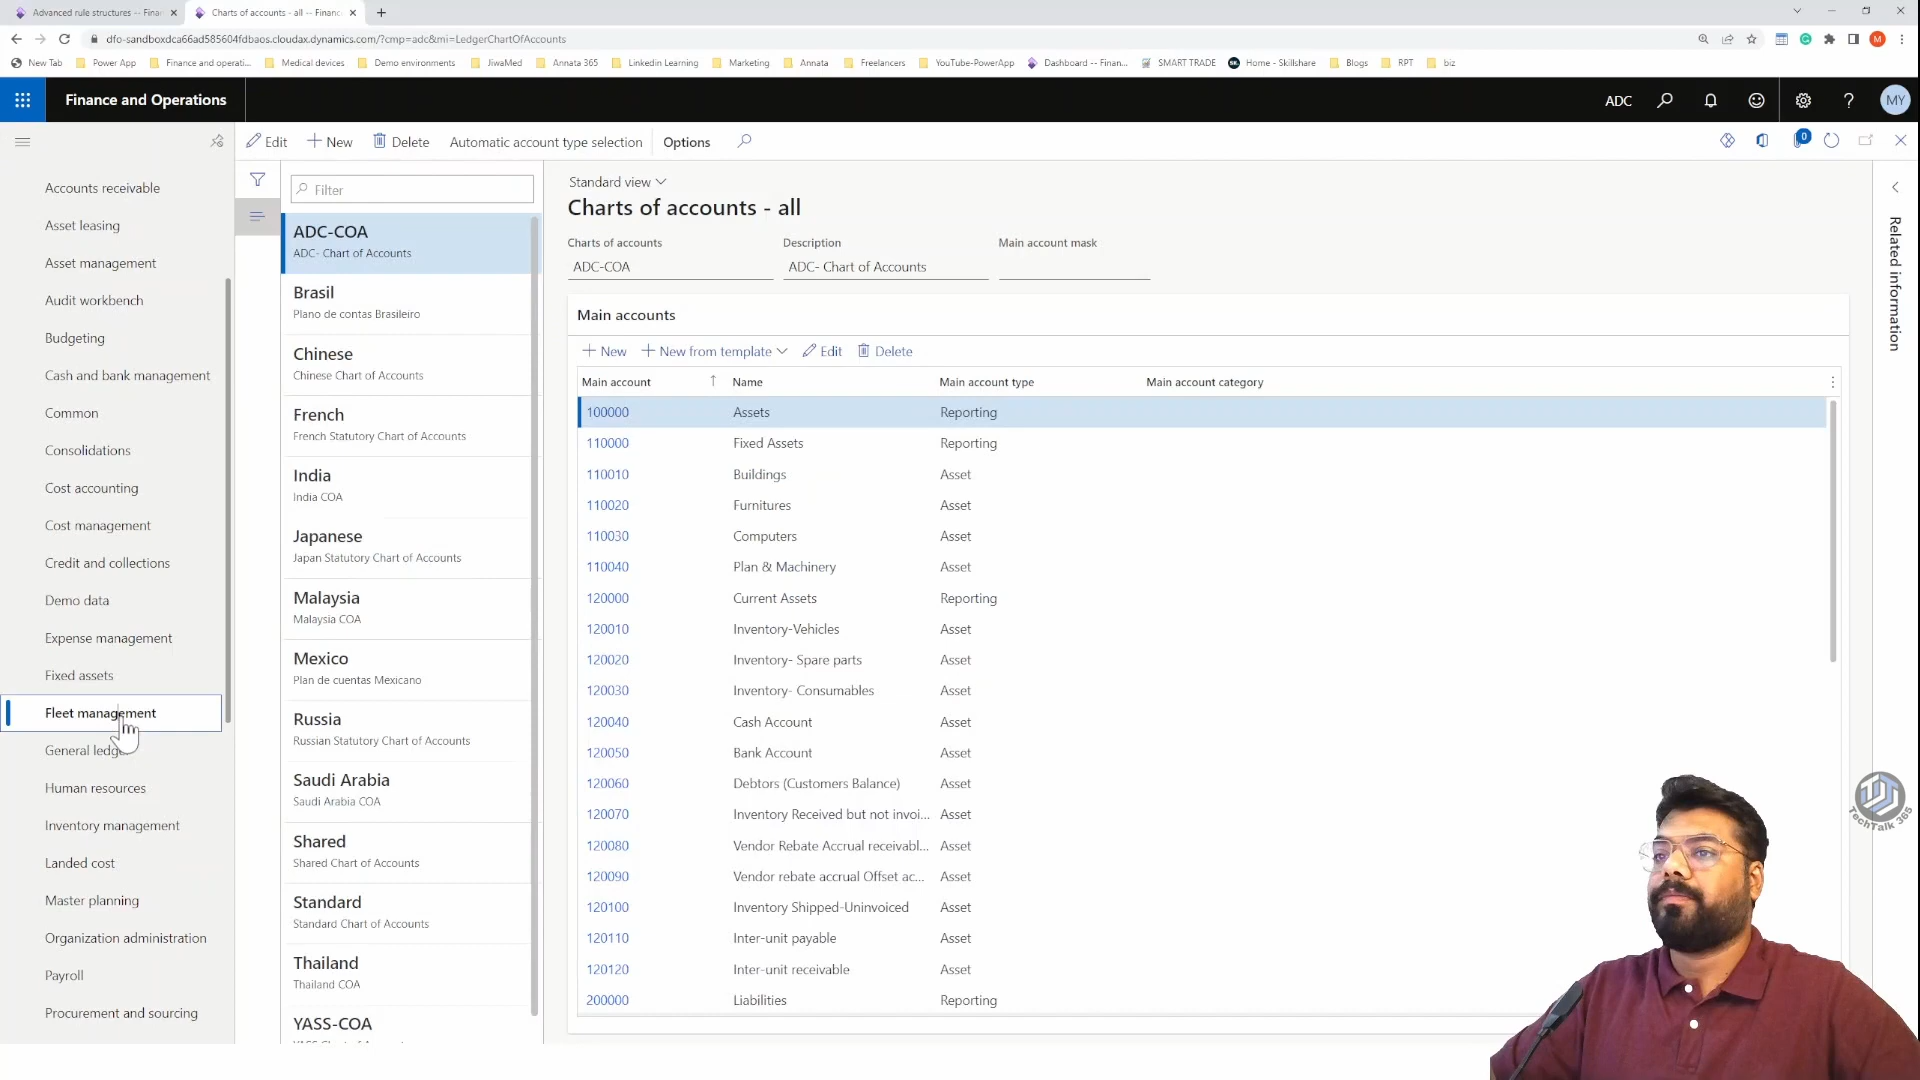 Advanced rule structures -- Finan
Charts of accounts - all -- Financ
dfo-sandboxdca66ad585604fdbaos.cloudax.dynamics.com/?cmp=adc&mi=LedgerChartOfAccounts
M
New Tab
Power App
Finance and operati...
Medical devices
Demo environments
JiwaMed
Annata 365
Linkedin Learning
Marketing
Annata
Freelancers
YouTube-PowerApp
Dashboard -- Finan...
SMART TRADE
Home - Skillshare
Blogs
RPT
biz
Finance and Operations
ADC
MY
Edit
New
Delete
Automatic account type selection
Options
0
Accounts receivable
Asset leasing
Asset management
Audit workbench
Budgeting
Cash and bank management
Common
Consolidations
Cost accounting
Cost management
Credit and collections
Demo data
Expense management
Fixed assets
Fleet management
General
Human resources
Inventory management
Landed cost
Master planning
Organization administration
Payroll
Procurement and sourcing
Filter
ADC-COA
ADC- Chart of Accounts
Brasil
Plano de contas Brasileiro
Chinese
Chinese Chart of Accounts
French
French Statutory Chart of Accounts
India
India COA
Japanese
Japan Statutory Chart of Accounts
Malaysia
Malaysia COA
Mexico
Plan de cuentas Mexicano
Russia
Russian Statutory Chart of Accounts
Saudi Arabia
Saudi Arabia COA
Shared
Shared Chart of Accounts
Standard
Standard Chart of Accounts
Thailand
Thailand COA
YASS-COA
Standard view
Charts of accounts - all
Charts of accounts Description Main account mask
ADC-COA ADC- Chart of Accounts
Main accounts
New New from template Edit Delete
Main account Name Main account type Main account category
100000 Assets Reporting
110000 Fixed Assets Reporting
110010 Buildings Asset
110020 Furnitures Asset
110030 Computers Asset
110040 Plan & Machinery Asset
120000 Current Assets Reporting
120010 Inventory-Vehicles Asset
120020 Inventory- Spare parts Asset
120030 Inventory- Consumables Asset
120040 Cash Account Asset
120050 Bank Account Asset
120060 Debtors (Customers Balance) Asset
120070 Inventory Received but not invoi... Asset
120080 Vendor Rebate Accrual receivabl... Asset
120090 Vendor rebate accrual Offset ac... Asset
120100 Inventory Shipped-Uninvoiced Asset
120110 Inter-unit payable Asset
120120 Inter-unit receivable Asset
200000 Liabilities Reporting
Related information
TechTalk 365